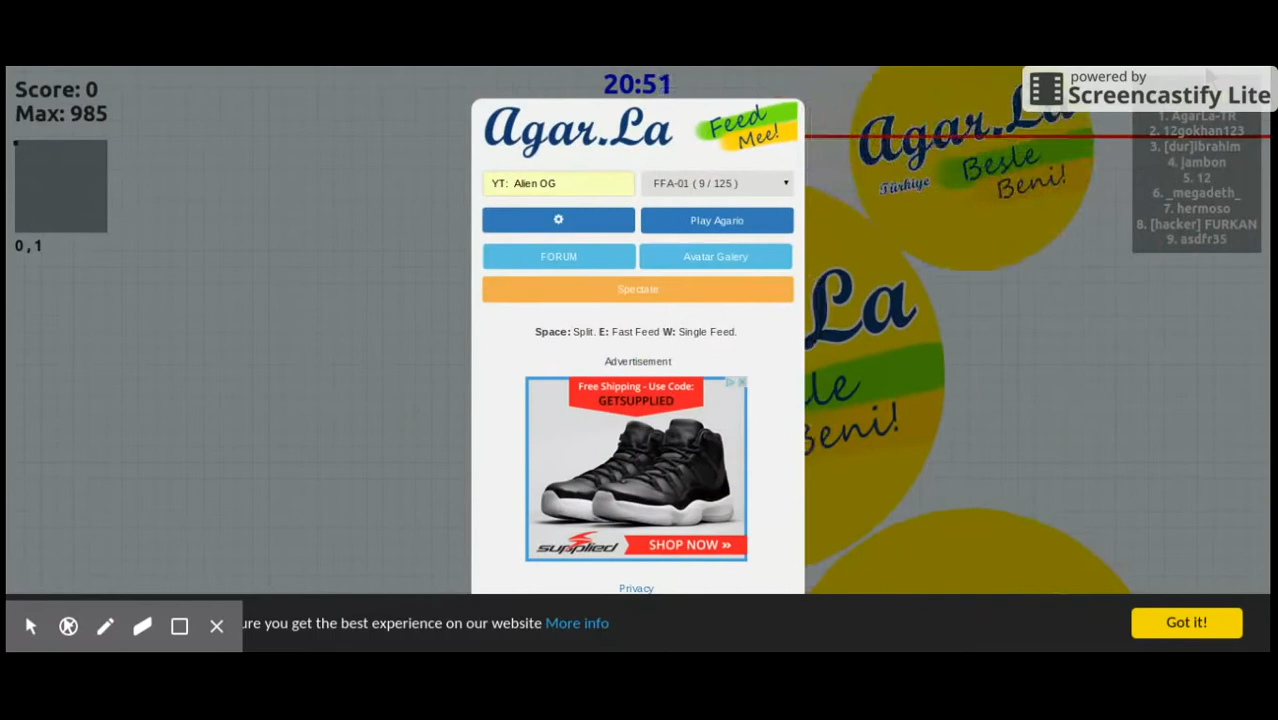 powered by
Screencastify Lite
Score: 0
Max: 985
20:51
0 , 1
Agar.La
Feed
Mee!
YT: Alien OG
FFA-01 ( 9 / 125 )
Play Agario
FORUM
Avatar Galery
Spectate
Space: Split. E: Fast Feed W: Single Feed.
Advertisement
Free Shipping - Use Code:
GETSUPPLIED
supplied
SHOP NOW »
Privacy
Agar.La
Türkiye
Besle
Beni!
La
le
Beni!
1. AgarLa-TR
2. 12gokhan123
3. [dur]ibrahim
4. jambon
5. 12
6. _megadeth_
7. hermoso
8. [hacker] FURKAN
9. asdfr35
ure you get the best experience on our website More info
Got it!